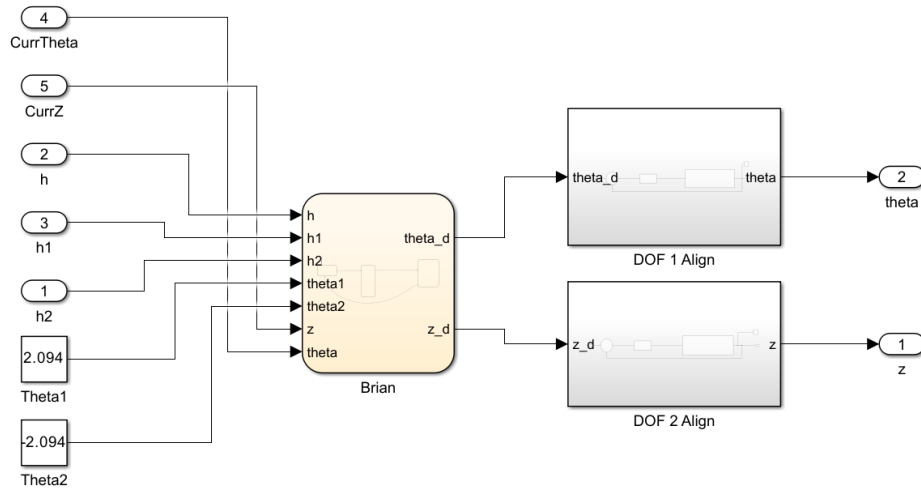 4
CurrTheta
5
CurrZ
2
h
3
h1
1
h2
2.094
Theta1
-2.094
Theta2
h
h1
h2
theta1
theta2
z
theta
theta_d
z_d
Brian
theta_d
theta
DOF 1 Align
z_d
z
DOF 2 Align
2
theta
1
z